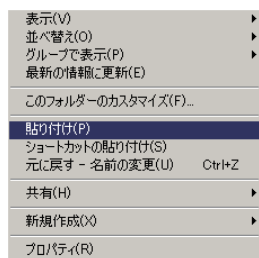 表示(V)
並べ替え(O)
グループで表示(P)
最新の情報に更新(E)
このフォルダーのカスタマイズ(F)...
貼り付け(P)
ショートカットの貼り付け(S)
元に戻す - 名前の変更(U) Ctrl+Z
共有(H)
新規作成(X)
プロパティ(R)